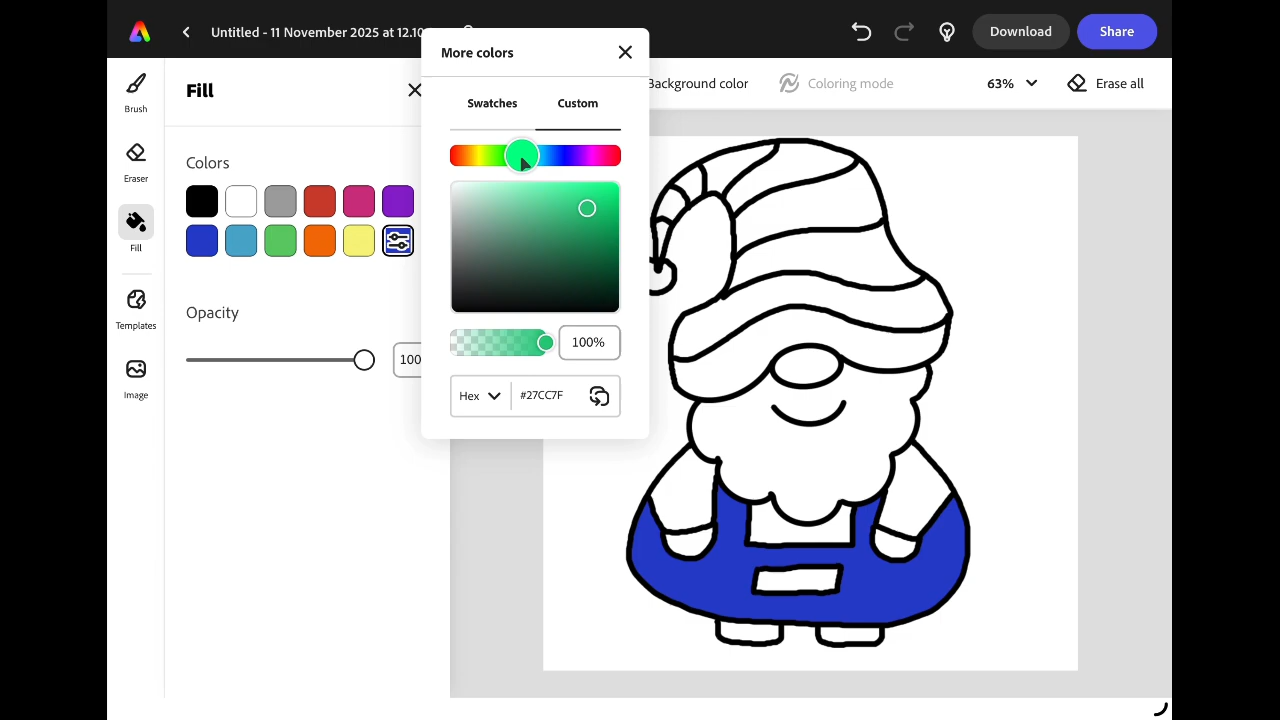 Untitled - 11 November 2025 at 12.10
Download
Share
More colors
Brush
Fill
Background color
Coloring mode
63%
Erase all
Swatches
Custom
Eraser
Colors
Fill
Opacity
Templates
100
100%
Image
Hex
#27CC7F